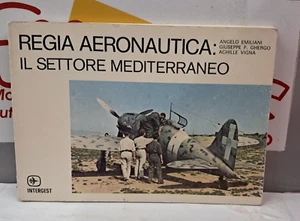 REGIA AERONAUTICA:
ANGELO EMILIANI
GIUSEPPE F. GHERGO
ACHILLE VIGNA
IL SETTORE MEDITERRANEO
INTERGEST